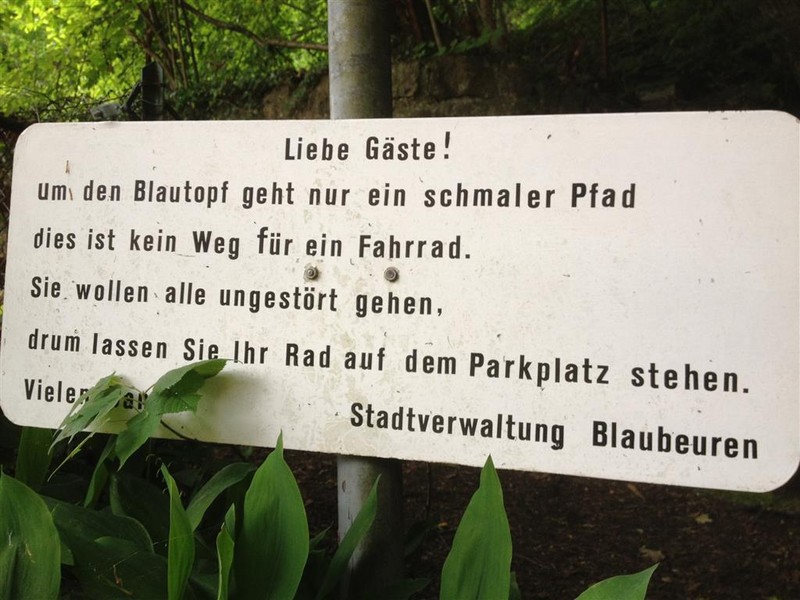 Liebe Gäste!
um den Blautopf geht nur ein schmaler Pfad
dies ist kein Weg für ein Fahrrad.
Sie wollen alle ungestört gehen,
drum lassen Sie Ihr Rad auf dem Parkplatz stehen.
Vielen
Stadtverwaltung Blaubeuren